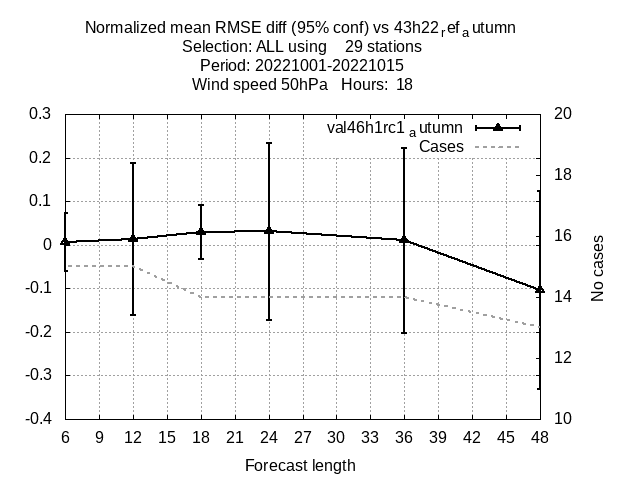 Normalized mean RMSE diff (95% conf) vs 43h22refautumn
Selection: ALL using 29 stations
Period: 20221001-20221015
Wind speed 50hPa Hours: 18
val46h1rc1autumn
Cases
0.3
0.2
0.1
0
-0.1
-0.2
-0.3
-0.4
20
18
16
14
12
10
No cases
6 9 12 15 18 21 24 27 30 33 36 39 42 45 48
Forecast length